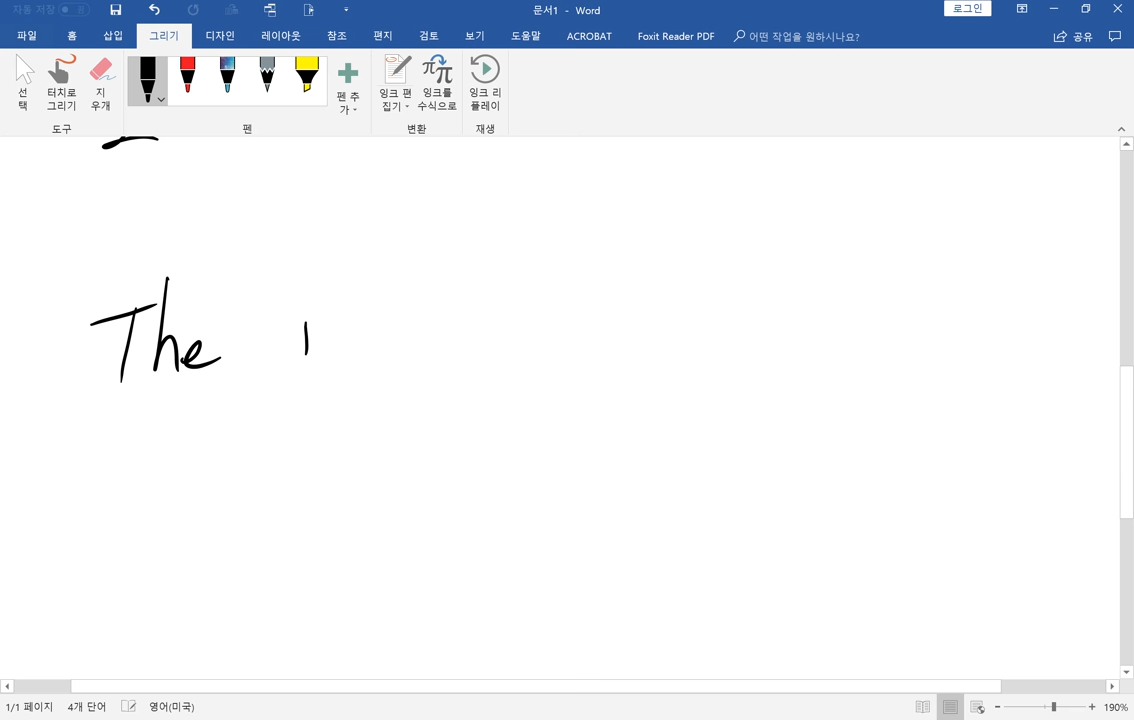 자동 저장
문서1 - Word
로그인
파일 홈 삽입 그리기 디자인 레이아웃 참조 편지 검토 보기 도움말 ACROBAT Foxit Reader PDF 어떤 작업을 원하시나요? 공유
선택
터치로 그리기
지우개
펜 추가
잉크 편집기
잉크를 수식으로
잉크 리플레이
도구 펜 변환 재생
The
1/1 페이지 4개 단어 영어(미국) 190%